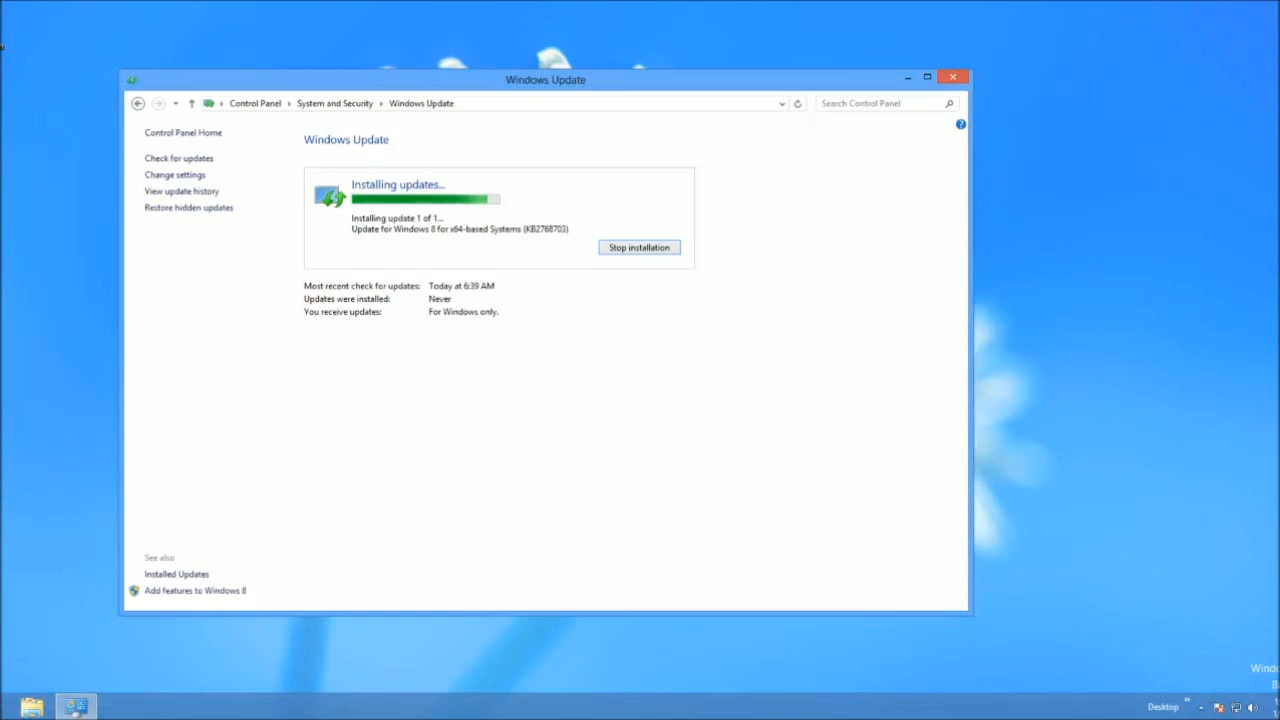 Windows Update
Control Panel System and Security Windows Update
Search Control Panel
Control Panel Home
Check for updates
Change settings
View update history
Restore hidden updates
Windows Update
Installing updates...
Installing update 1 of 1...
Update for Windows 8 for x64-based Systems (KB2768703)
Stop installation
Most recent check for updates: Today at 6:39 AM
Updates were installed: Never
You receive updates: For Windows only.
See also
Installed Updates
Add features to Windows 8
Windo
B
Desktop